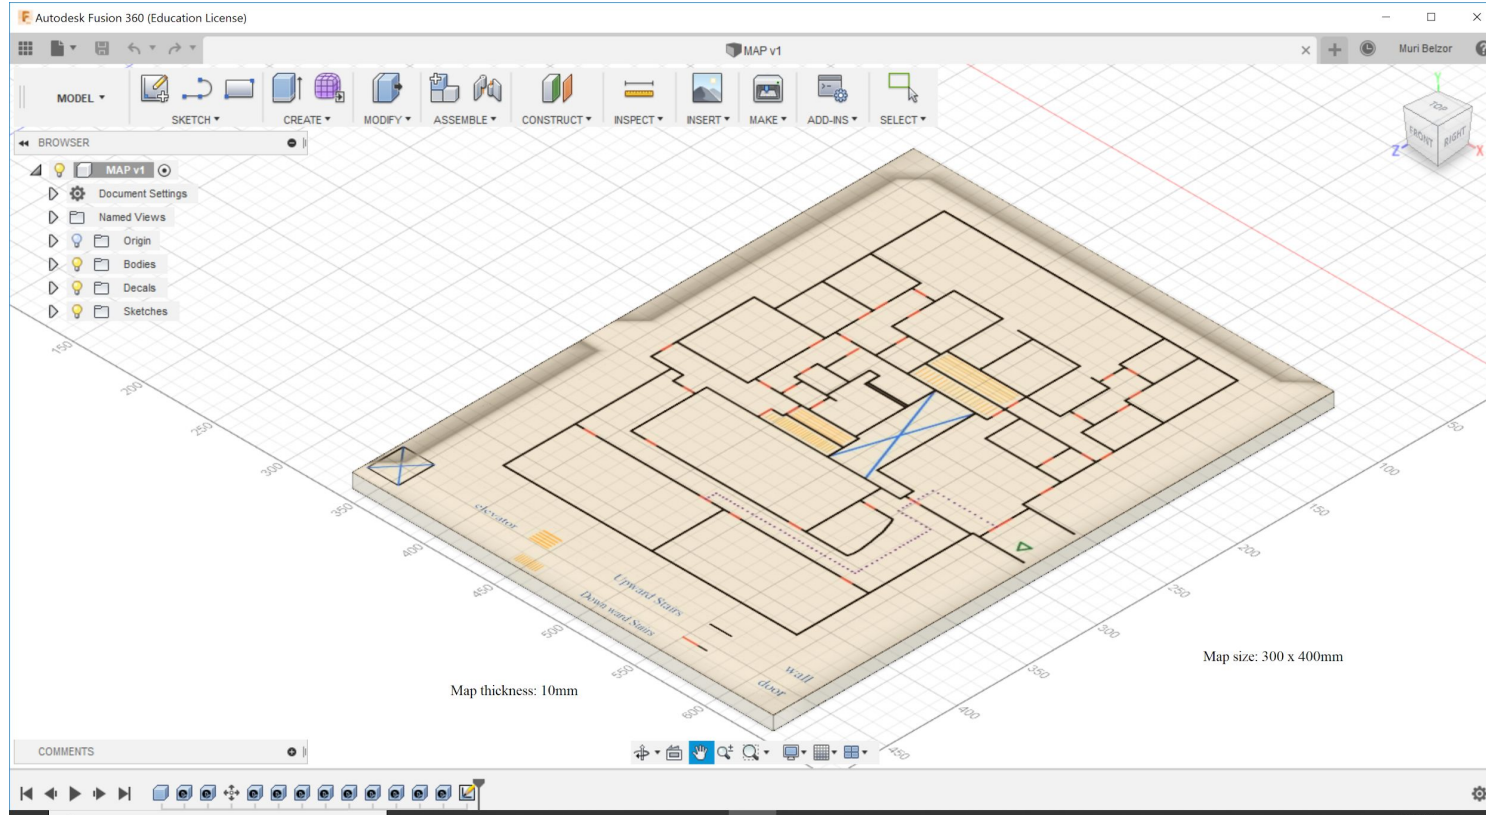 Autodesk Fusion 360 (Education License)
MAP v1
Muri Belzor
MODEL
SKETCH
CREATE
MODIFY
ASSEMBLE
CONSTRUCT
INSPECT
INSERT
MAKE
ADD-INS
SELECT
BROWSER
MAP v1
Document Settings
Named Views
Origin
Bodies
Decals
Sketches
TOP
FRONT
RIGHT
Y
Z
X
150
200
250
300
350
400
450
500
550
600
50
100
150
200
250
300
350
400
450
elevator
Upward Stairs
Down ward Stairs
wall
door
Map size: 300 x 400mm
Map thickness: 10mm
COMMENTS